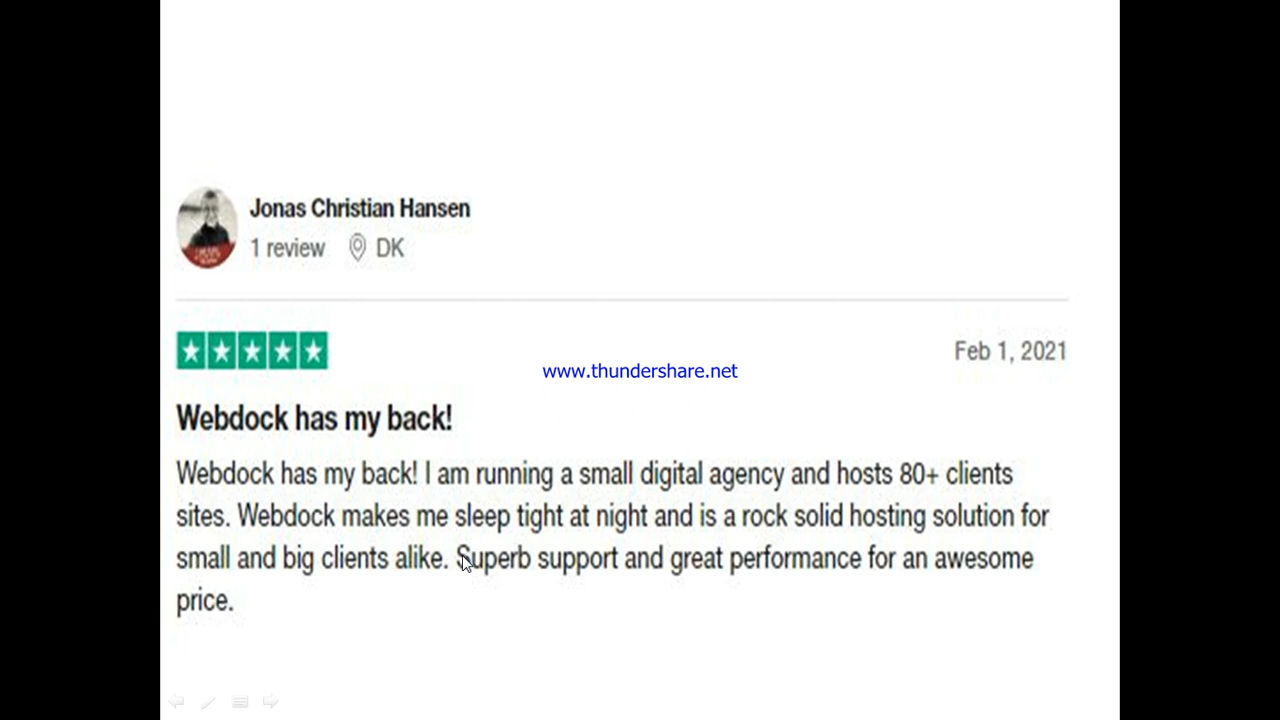 Jonas Christian Hansen
1 review DK
Feb 1, 2021
www.thundershare.net
Webdock has my back!
Webdock has my back! I am running a small digital agency and hosts 80+ clients
sites. Webdock makes me sleep tight at night and is a rock solid hosting solution for
small and big clients alike. Superb support and great performance for an awesome
price.